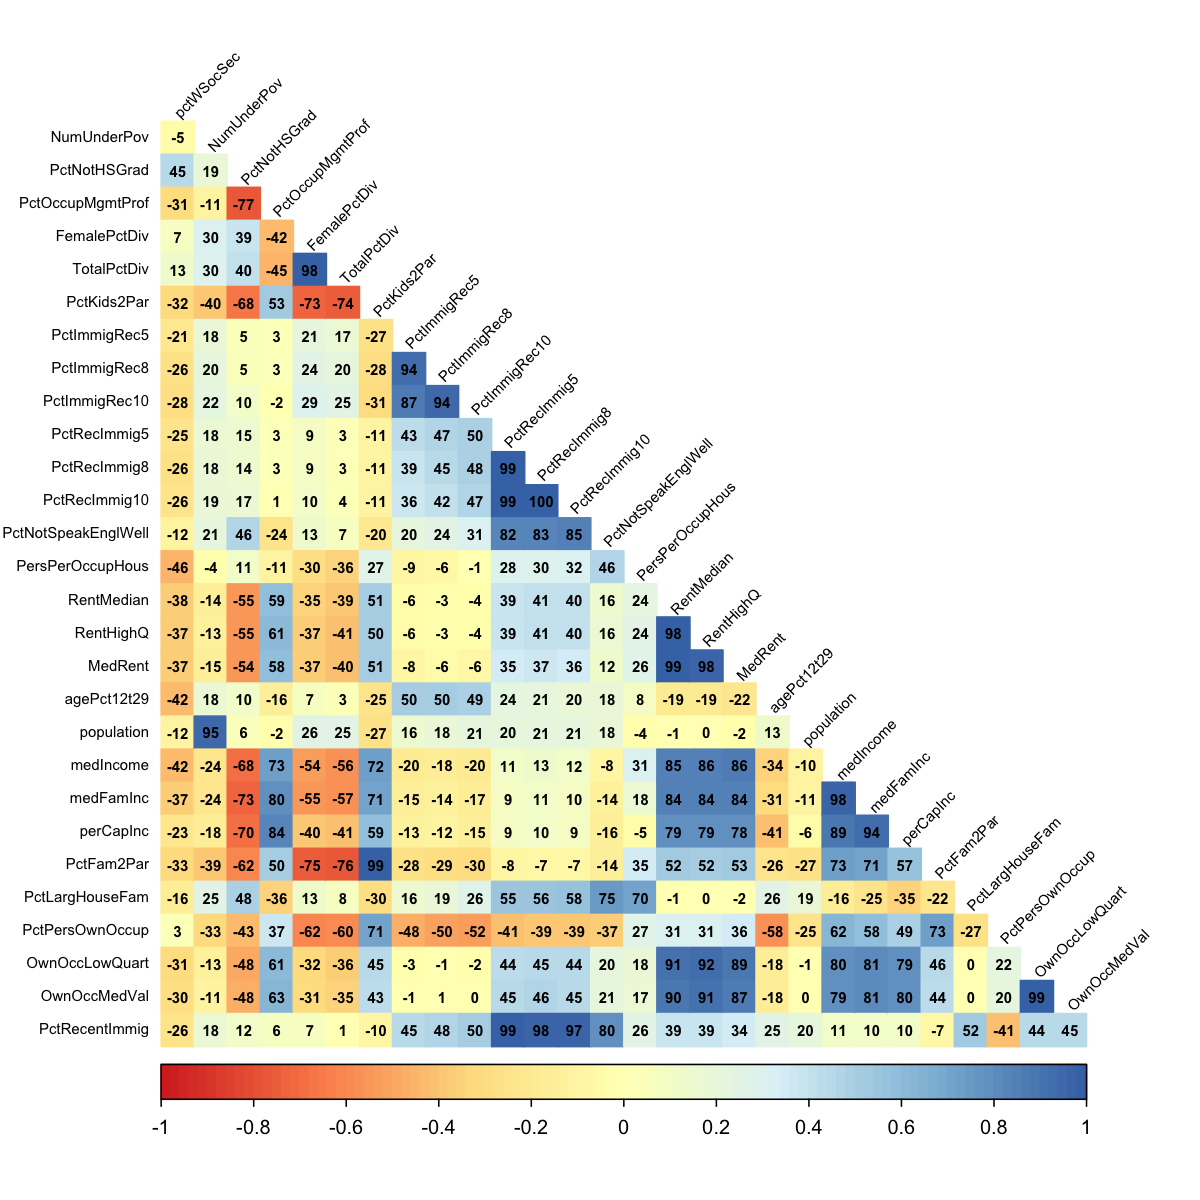 pctWSocSec
NumUnderPov -5 NumUnderPov
PctNotHSGrad 45 19 PctNotHSGrad
PctOccupMgmtProf -31 -11 -77 PctOccupMgmtProf
FemalePctDiv 7 30 39 -42 FemalePctDiv
TotalPctDiv 13 30 40 -45 98 TotalPctDiv
PctKids2Par -32 -40 -68 53 -73 -74 PctKids2Par
PctImmigRec5 -21 18 5 3 21 17 -27 PctImmigRec5
PctImmigRec8 -26 20 5 3 24 20 -28 94 PctImmigRec8
PctImmigRec10 -28 22 10 -2 29 25 -31 87 94 PctImmigRec10
PctRecImmig5 -25 18 15 3 9 3 -11 43 47 50 PctRecImmig5
PctRecImmig8 -26 18 14 3 9 3 -11 39 45 48 99 PctRecImmig8
PctRecImmig10 -26 19 17 1 10 4 -11 36 42 47 99 100 PctRecImmig10
PctNotSpeakEnglWell -12 21 46 -24 13 7 -20 20 24 31 82 83 85 PctNotSpeakEnglWell
PersPerOccupHous -46 -4 11 -11 -30 -36 27 -9 -6 -1 28 30 32 46 PersPerOccupHous
RentMedian -38 -14 -55 59 -35 -39 51 -6 -3 -4 39 41 40 16 24 RentMedian
RentHighQ -37 -13 -55 61 -37 -41 50 -6 -3 -4 39 41 40 16 24 98 RentHighQ
MedRent -37 -15 -54 58 -37 -40 51 -8 -6 -6 35 37 36 12 26 99 98 MedRent
agePct12t29 -42 18 10 -16 7 3 -25 50 50 49 24 21 20 18 8 -19 -19 -22 agePct12t29
population -12 95 6 -2 26 25 -27 16 18 21 20 21 21 18 -4 -1 0 -2 13 population
medIncome -42 -24 -68 73 -54 -56 72 -20 -18 -20 11 13 12 -8 31 85 86 86 -34 -10 medIncome
medFamInc -37 -24 -73 80 -55 -57 71 -15 -14 -17 9 11 10 -14 18 84 84 84 -31 -11 98 medFamInc
perCapInc -23 -18 -70 84 -40 -41 59 -13 -12 -15 9 10 9 -16 -5 79 79 78 -41 -6 89 94 perCapInc
PctFam2Par -33 -39 -62 50 -75 -76 99 -28 -29 -30 -8 -7 -7 -14 35 52 52 53 -26 -27 73 71 57 PctFam2Par
PctLargHouseFam -16 25 48 -36 13 8 -30 16 19 26 55 56 58 75 70 -1 0 -2 26 19 -16 -25 -35 -22 PctLargHouseFam
PctPersOwnOccup 3 -33 -43 37 -62 -60 71 -48 -50 -52 -41 -39 -39 -37 27 31 31 36 -58 -25 62 58 49 73 -27 PctPersOwnOccup
OwnOccLowQuart -31 -13 -48 61 -32 -36 45 -3 -1 -2 44 45 44 20 18 91 92 89 -18 -1 80 81 79 46 0 22 OwnOccLowQuart
OwnOccMedVal -30 -11 -48 63 -31 -35 43 -1 1 0 45 46 45 21 17 90 91 87 -18 0 79 81 80 44 0 20 99 OwnOccMedVal
PctRecentImmig -26 18 12 6 7 1 -10 45 48 50 99 98 97 80 26 39 39 34 25 20 11 10 10 -7 52 -41 44 45
-1 -0.8 -0.6 -0.4 -0.2 0 0.2 0.4 0.6 0.8 1